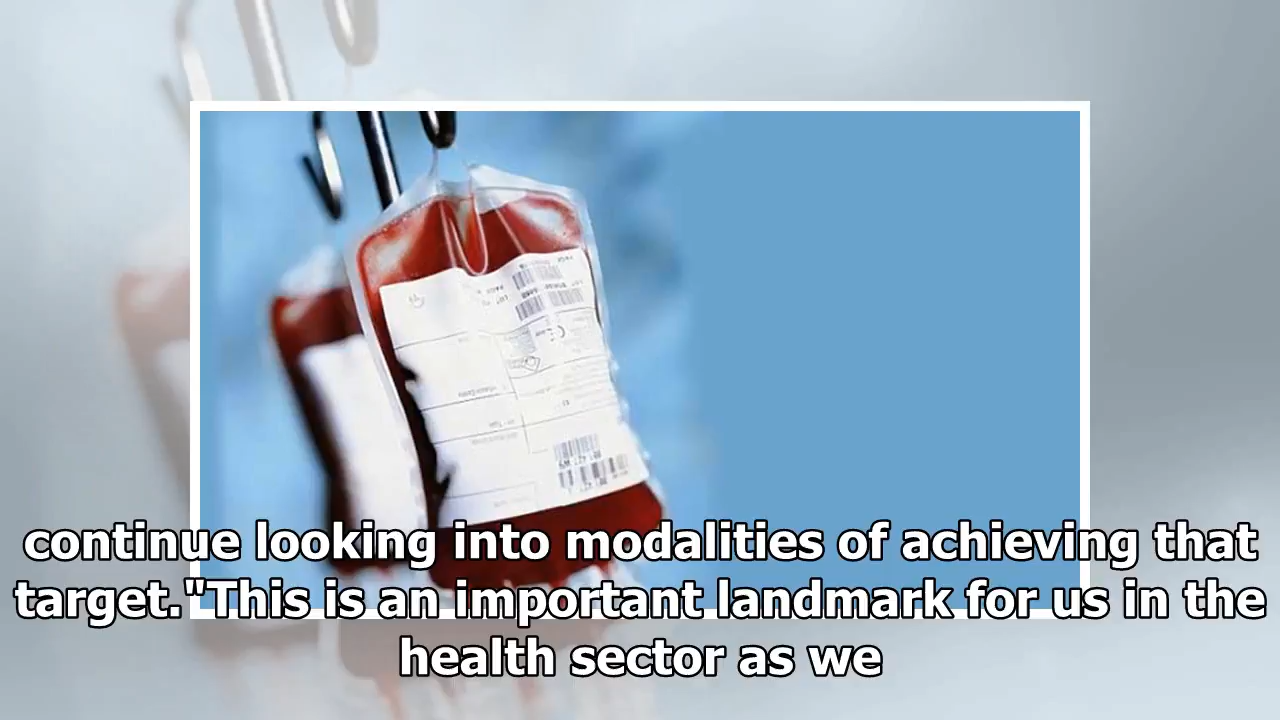 continue looking into modalities of achieving that
target."This is an important landmark for us in the
health sector as we